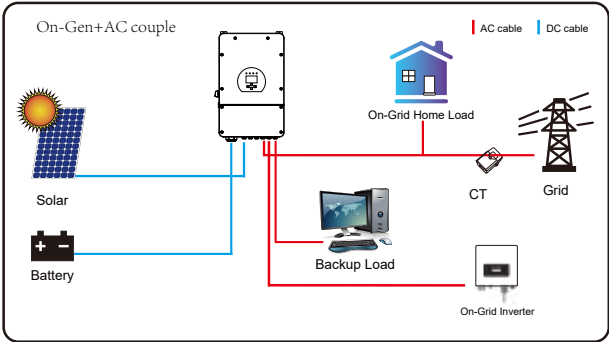 On-Gen+AC couple
AC cable
DC cable
On-Grid Home Load
Solar
CT
Grid
Battery
Backup Load
On-Grid Inverter